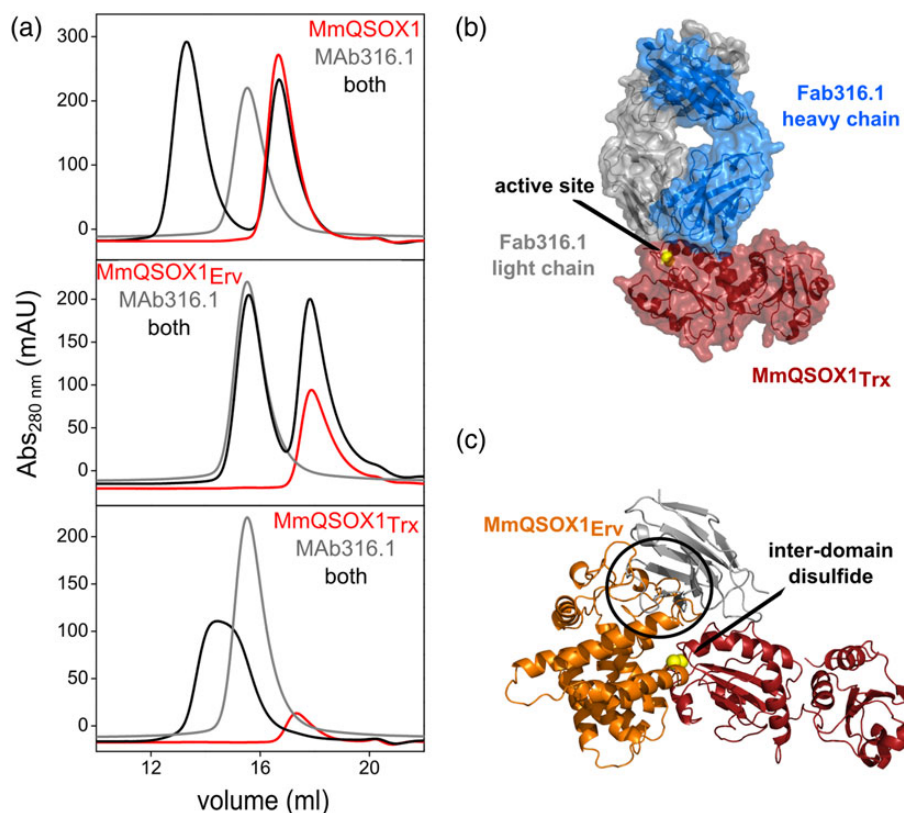 (a)
MmQSOX1
MAb316.1
both
300
200
100
0
MmQSOX1Erv
MAb316.1
both
200
150
100
50
0
MmQSOX1Trx
MAb316.1
both
200
150
100
50
0
Abs280 nm (mAU)
12
16
20
volume (ml)
(b)
Fab316.1
heavy chain
active site
Fab316.1
light chain
MmQSOX1Trx
(c)
MmQSOX1Erv
inter-domain
disulfide